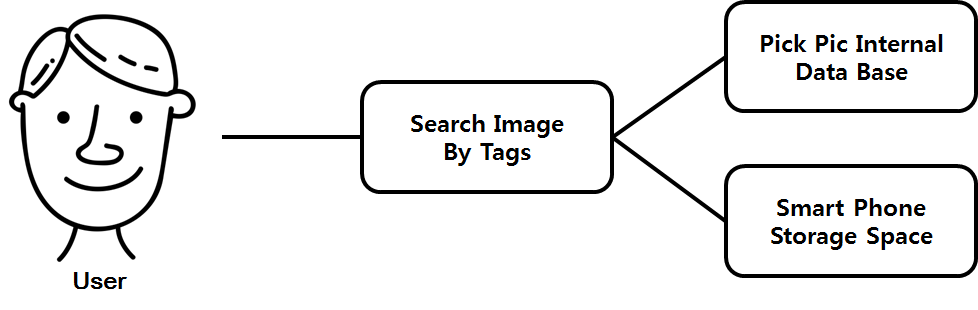 Pick Pic Internal
Data Base
Search Image
By Tags
Smart Phone
Storage Space
User